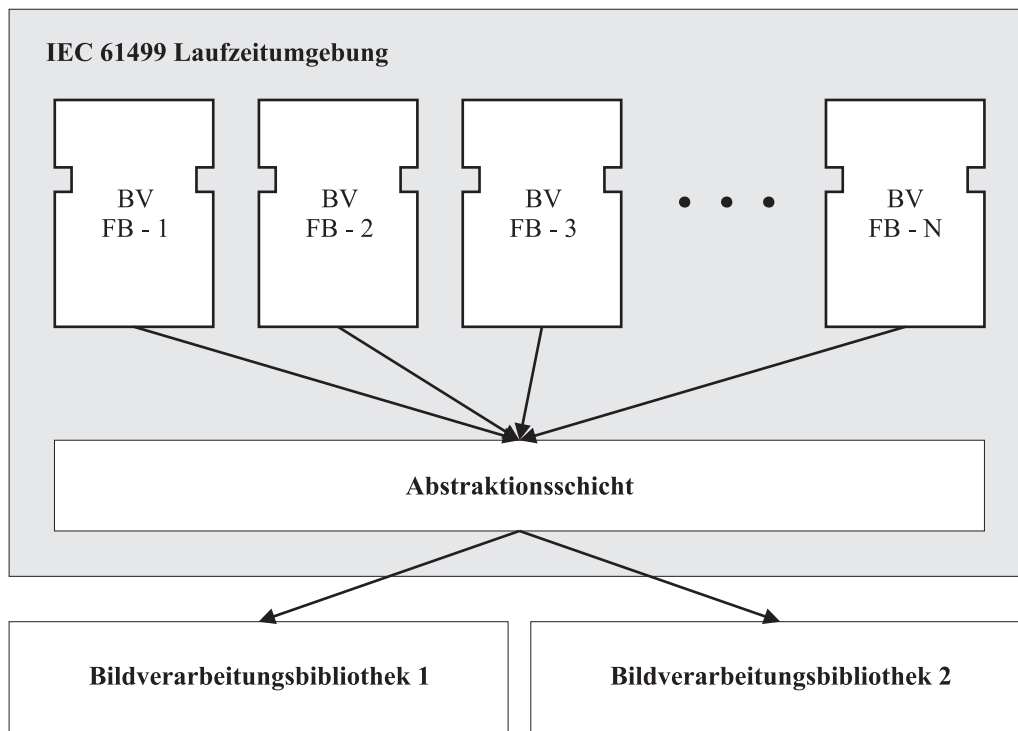 IEC 61499 Laufzeitumgebung
BV
FB - 1
BV
FB - 2
BV
FB - 3
BV
FB - N
Abstraktionsschicht
Bildverarbeitungsbibliothek 1
Bildverarbeitungsbibliothek 2